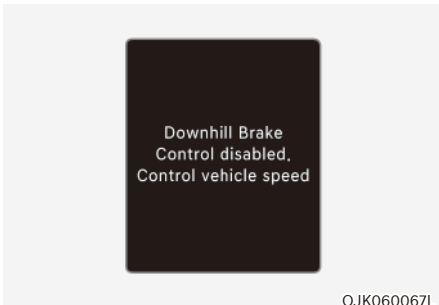 Downhill Brake
Control disabled.
Control vehicle speed
OJK060067L